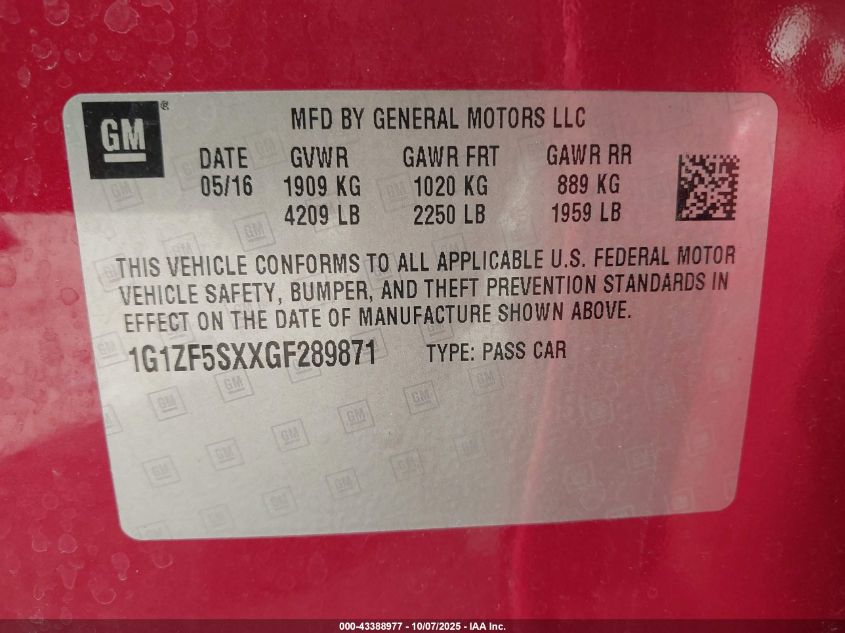 GM®
MFD BY GENERAL MOTORS LLC
DATE GVWR GAWR FRT GAWR RR
05/16 1909 KG 1020 KG 889 KG
4209 LB 2250 LB 1959 LB
THIS VEHICLE CONFORMS TO ALL APPLICABLE U.S. FEDERAL MOTOR
VEHICLE SAFETY, BUMPER, AND THEFT PREVENTION STANDARDS IN
EFFECT ON THE DATE OF MANUFACTURE SHOWN ABOVE.
1G1ZF5SXXGF289871 TYPE: PASS CAR
000-43388977 - 10/07/2025 - IAA Inc.